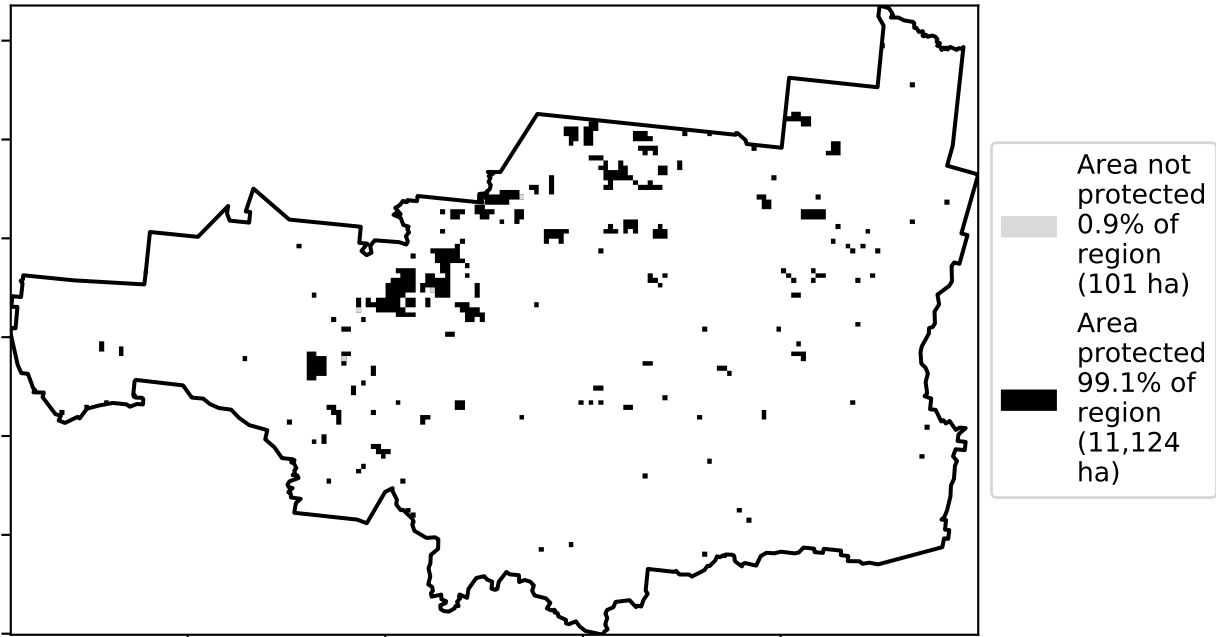 Area not
protected
0.9% of
region
(101 ha)
Area
protected
99.1% of
region
(11,124
ha)